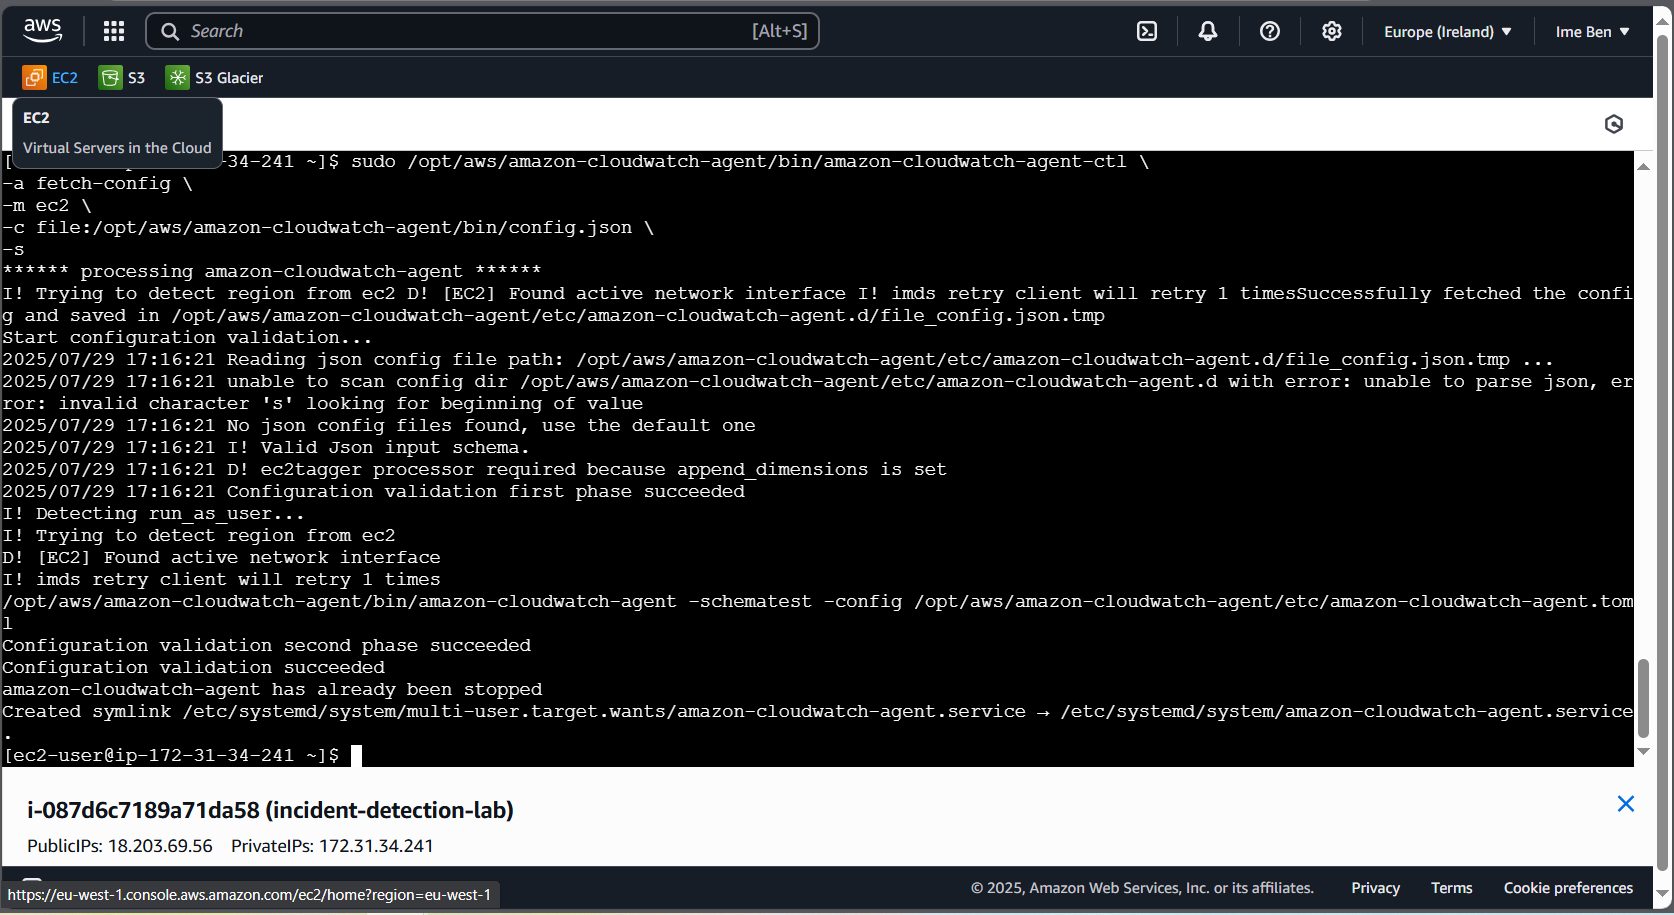 aws
Search [Alt+S] Europe (Ireland) ▼ Ime Ben ▼
EC2 S3 S3 Glacier
EC2
Virtual Servers in the Cloud
[ -34-241 ~]$ sudo /opt/aws/amazon-cloudwatch-agent/bin/amazon-cloudwatch-agent-ctl \
-a fetch-config \
-m ec2 \
-c file:/opt/aws/amazon-cloudwatch-agent/bin/config.json \
-s
****** processing amazon-cloudwatch-agent ******
I! Trying to detect region from ec2 D! [EC2] Found active network interface I! imds retry client will retry 1 timesSuccessfully fetched the confi
g and saved in /opt/aws/amazon-cloudwatch-agent/etc/amazon-cloudwatch-agent.d/file_config.json.tmp
Start configuration validation...
2025/07/29 17:16:21 Reading json config file path: /opt/aws/amazon-cloudwatch-agent/etc/amazon-cloudwatch-agent.d/file_config.json.tmp ...
2025/07/29 17:16:21 unable to scan config dir /opt/aws/amazon-cloudwatch-agent/etc/amazon-cloudwatch-agent.d with error: unable to parse json, er
ror: invalid character 's' looking for beginning of value
2025/07/29 17:16:21 No json config files found, use the default one
2025/07/29 17:16:21 I! Valid Json input schema.
2025/07/29 17:16:21 D! ec2tagger processor required because append_dimensions is set
2025/07/29 17:16:21 Configuration validation first phase succeeded
I! Detecting run_as_user...
I! Trying to detect region from ec2
D! [EC2] Found active network interface
I! imds retry client will retry 1 times
/opt/aws/amazon-cloudwatch-agent/bin/amazon-cloudwatch-agent -schematest -config /opt/aws/amazon-cloudwatch-agent/etc/amazon-cloudwatch-agent.tom
l
Configuration validation second phase succeeded
Configuration validation succeeded
amazon-cloudwatch-agent has already been stopped
Created symlink /etc/systemd/system/multi-user.target.wants/amazon-cloudwatch-agent.service → /etc/systemd/system/amazon-cloudwatch-agent.service
.
[ec2-user@ip-172-31-34-241 ~]$
i-087d6c7189a71da58 (incident-detection-lab)
PublicIPs: 18.203.69.56 PrivateIPs: 172.31.34.241
https://eu-west-1.console.aws.amazon.com/ec2/home?region=eu-west-1
© 2025, Amazon Web Services, Inc. or its affiliates. Privacy Terms Cookie preferences